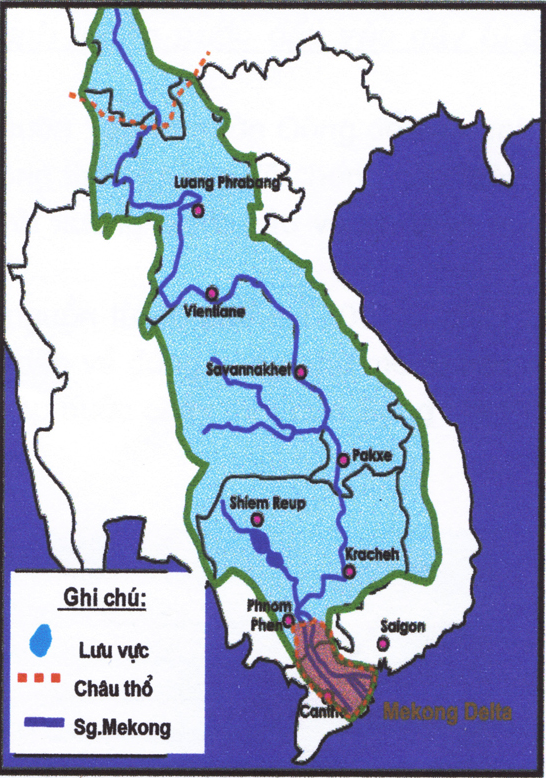 Luang Phrabang
Vientiane
Savannakhet
Pakxe
Shiem Reup
Kracheh
Phnom
Phen
Saigon
Cantho
Mekong Delta
Ghi chú:
Lưu vực
Châu thổ
Sg.Mekong